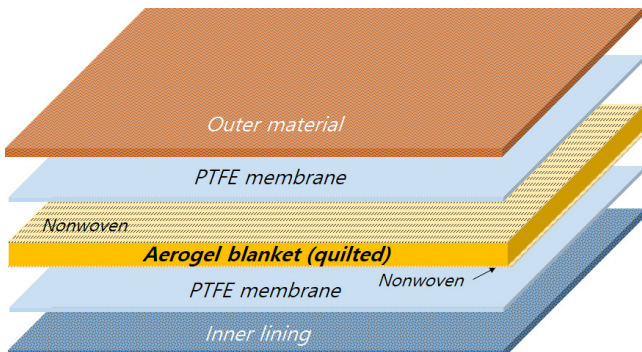 Outer material
PTFE membrane
Nonwoven
Aerogel blanket (quilted)
Nonwoven
PTFE membrane
Inner lining